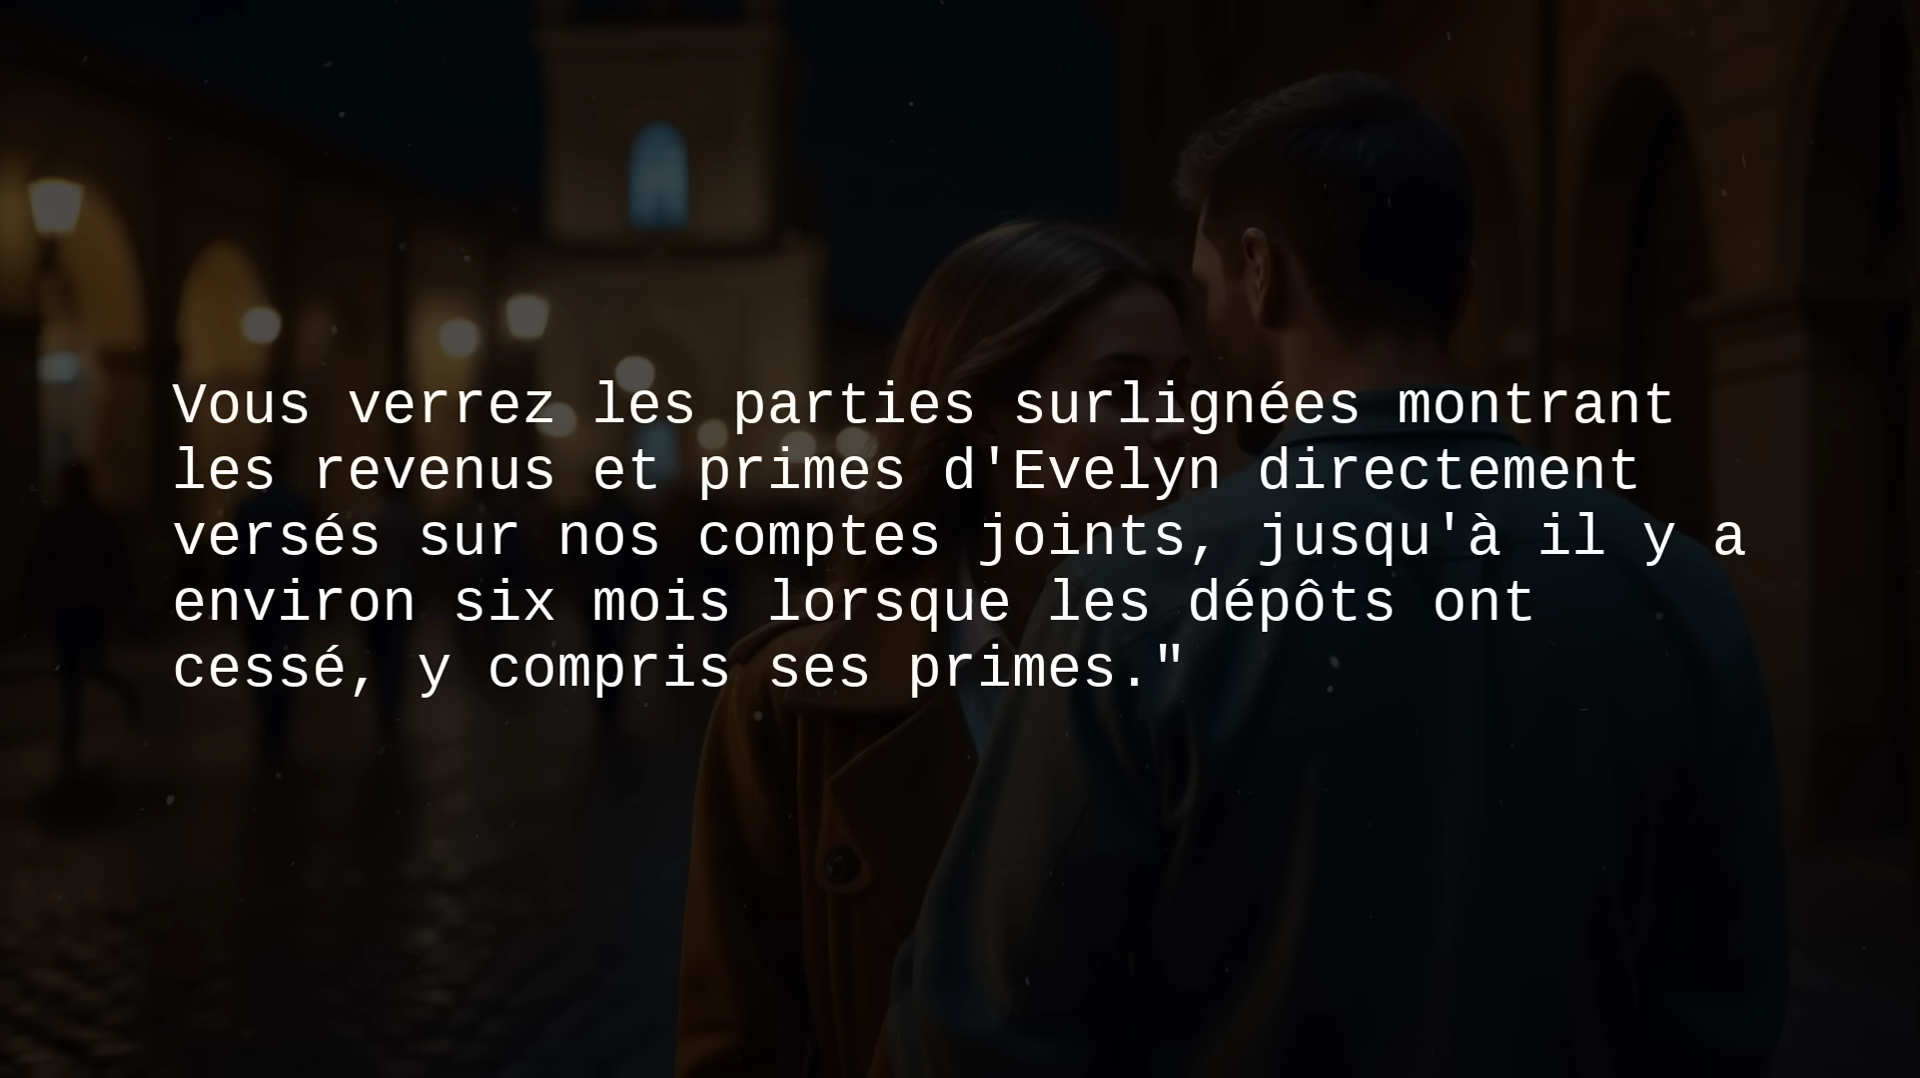 Vous verrez les parties surlignées montrant
les revenus et primes d'Evelyn directement
versés sur nos comptes joints, jusqu'à il y a
environ six mois lorsque les dépôts ont
cessé, y compris ses primes."